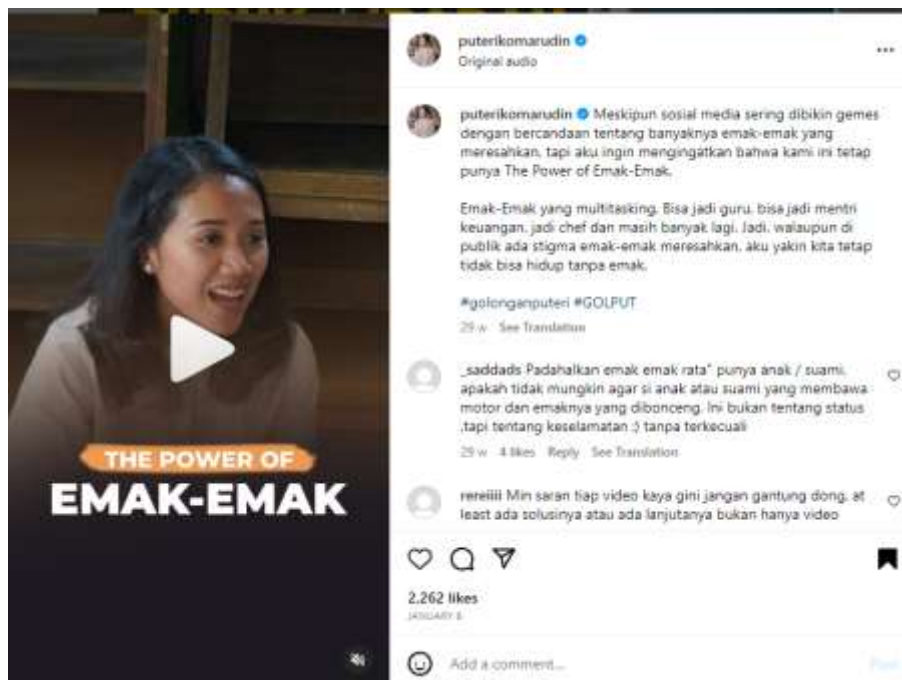 puterikomarudin
Original audio
puterikomarudin Meskipun sosial media sering dibikin gemes
dengan bercandaan tentang banyaknya emak-emak yang
meresahkan, tapi aku ingin mengingatkan bahwa kami ini tetap
punya The Power of Emak-Emak.
Emak-Emak yang multitasking. Bisa jadi guru, bisa jadi mentri
keuangan, jadi chef dan masih banyak lagi. Jadi, walaupun di
publik ada stigma emak-emak meresahkan, aku yakin kita tetap
tidak bisa hidup tanpa emak.
#golonganputeri #GOLPUT
29 w See Translation
_saddads Padahalkan emak emak rata" punya anak / suami.
apakah tidak mungkin agar si anak atau suami yang membawa
motor dan emaknya yang dibonceng. Ini bukan tentang status
,tapi tentang keselamatan :) tanpa terkecuali
29 w 4 likes Reply See Translation
rereiiii Min saran tiap video kaya gini jangan gantung dong, at
least ada solusinya atau ada lanjutanya bukan hanya video
2.262 likes
JANUARY 6
Add a comment...
Post
THE POWER OF
EMAK-EMAK